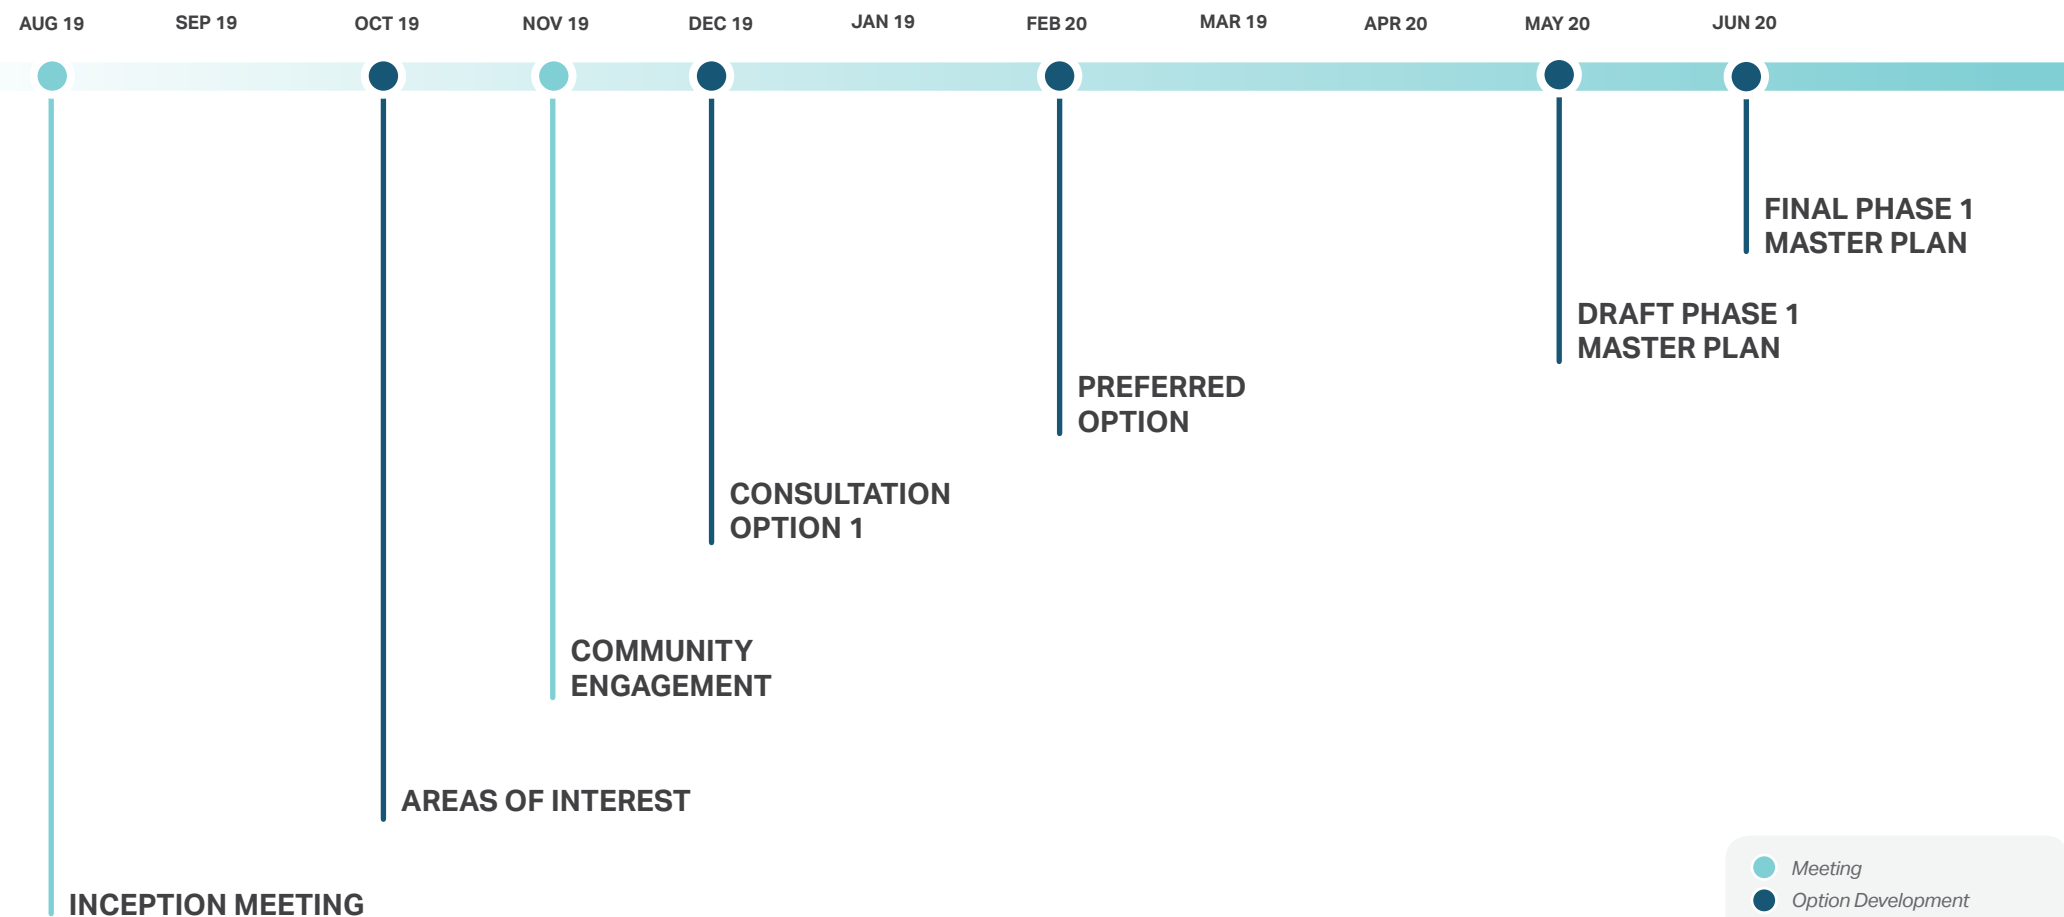 AUG 19
SEP 19
OCT 19
NOV 19
DEC 19
JAN 19
FEB 20
MAR 19
APR 20
MAY 20
JUN 20
FINAL PHASE 1
MASTER PLAN
DRAFT PHASE 1
MASTER PLAN
PREFERRED
OPTION
CONSULTATION
OPTION 1
COMMUNITY
ENGAGEMENT
AREAS OF INTEREST
INCEPTION MEETING
Meeting
Option Development